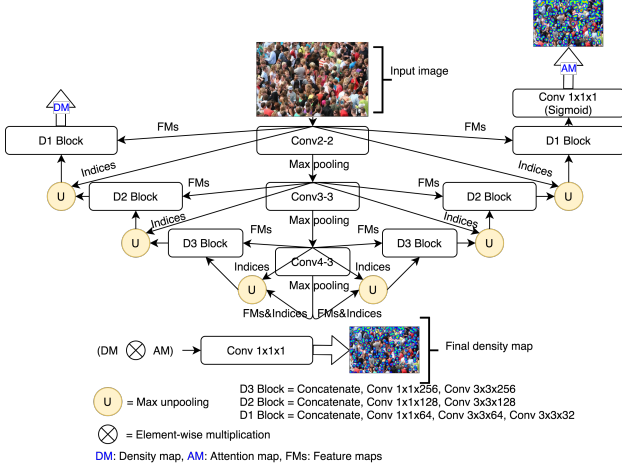 Input image
AM
Conv 1x1x1
(Sigmoid)
DM
FMs
FMs
D1 Block
Conv2-2
D1 Block
Max pooling
Indices
Indices
FMs
FMs
U
D2 Block
Conv3-3
D2 Block
U
Max pooling
Indices
Indices
FMs
FMs
U
D3 Block
D3 Block
U
Conv4-3
Indices
Indices
Max pooling
U
U
FMs&Indices
FMs&Indices
(DM AM)
Conv 1x1x1
Final density map
D3 Block = Concatenate, Conv 1x1x256, Conv 3x3x256
D2 Block = Concatenate, Conv 1x1x128, Conv 3x3x128
D1 Block = Concatenate, Conv 1x1x64, Conv 3x3x64, Conv 3x3x32
U = Max unpooling
= Element-wise multiplication
DM: Density map, AM: Attention map, FMs: Feature maps